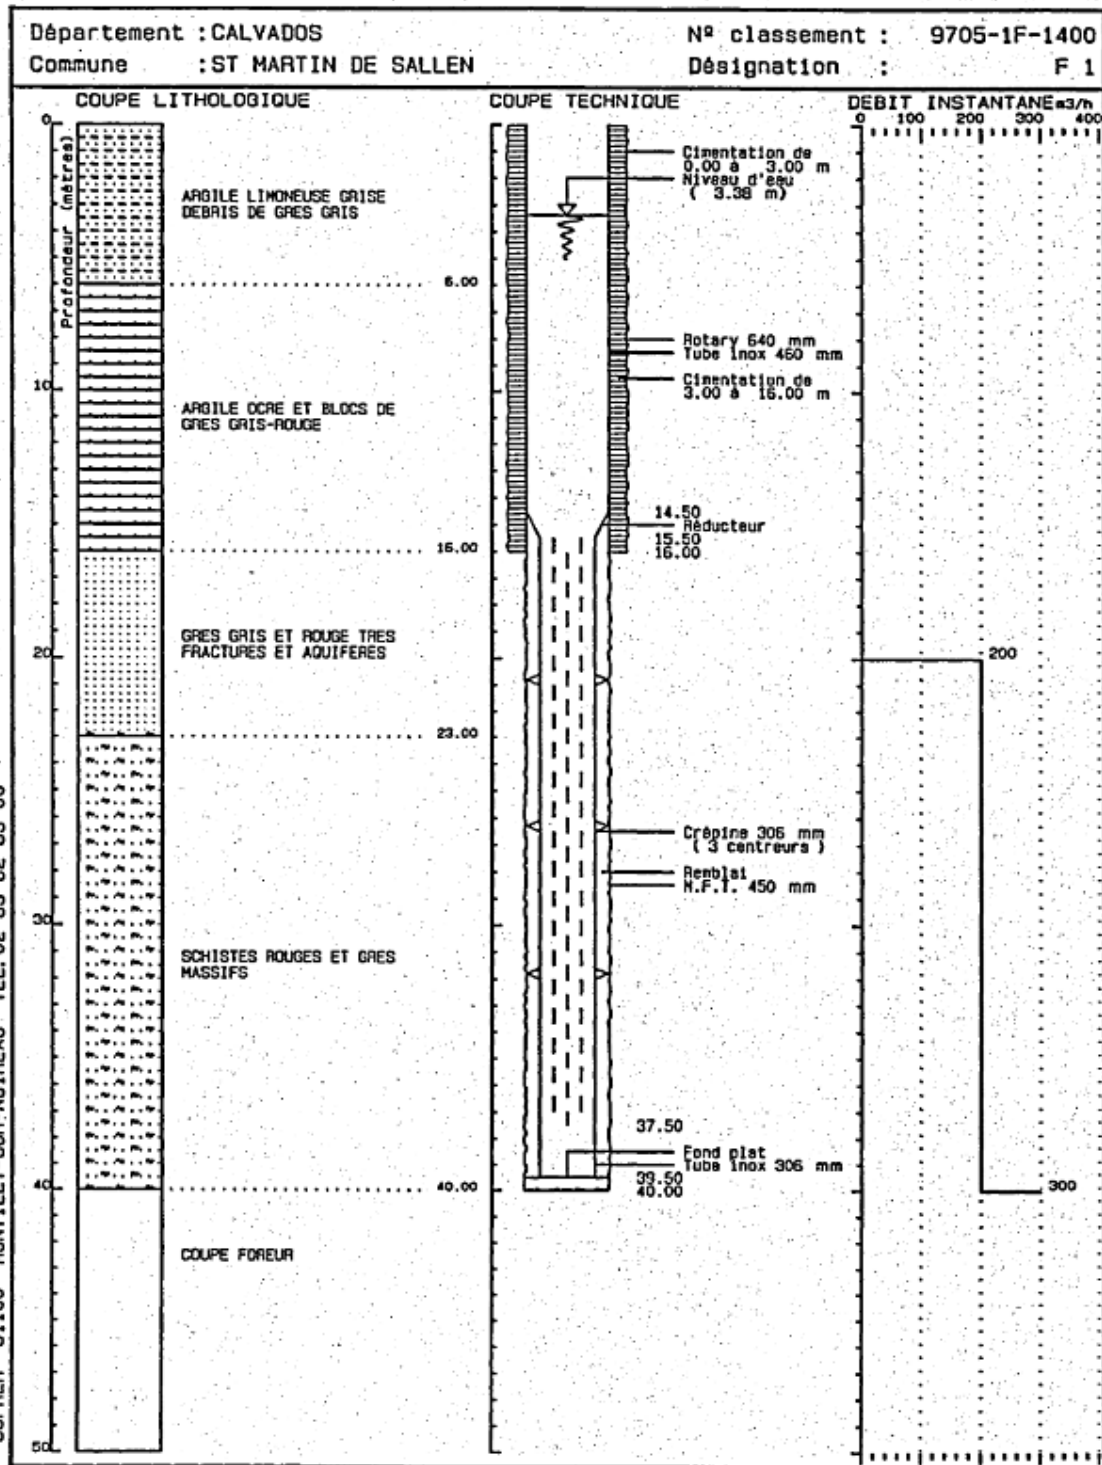 Département : CALVADOS
Commune : ST MARTIN DE SALLEN
Nº classement : 9705-1F-1400
Désignation : F 1
COUPE LITHOLOGIQUE
COUPE TECHNIQUE
DEBIT INSTANTANE m3/h
0 100 200 300 400
Profondeur (mètres)
0
10
20
30
40
50
ARGILE LIMONEUSE GRISE
DEBRIS DE GRES GRIS
6.00
ARGILE OCRE ET BLOCS DE
GRES GRIS-ROUGE
16.00
GRES GRIS ET ROUGE TRES
FRACTURES ET AQUIFERES
23.00
SCHISTES ROUGES ET GRES
MASSIFS
40.00
COUPE FOREUR
Cimentation de
0.00 à 3.00 m
Niveau d'eau
( 3.38 m)
Rotary 640 mm
Tube inox 460 mm
Cimentation de
3.00 à 16.00 m
14.50
Réducteur
15.50
16.00
Crépine 306 mm
( 3 centreurs )
Remblai
M.F.T. 450 mm
37.50
Fond plat
Tube inox 306 mm
39.50
40.00
200
300